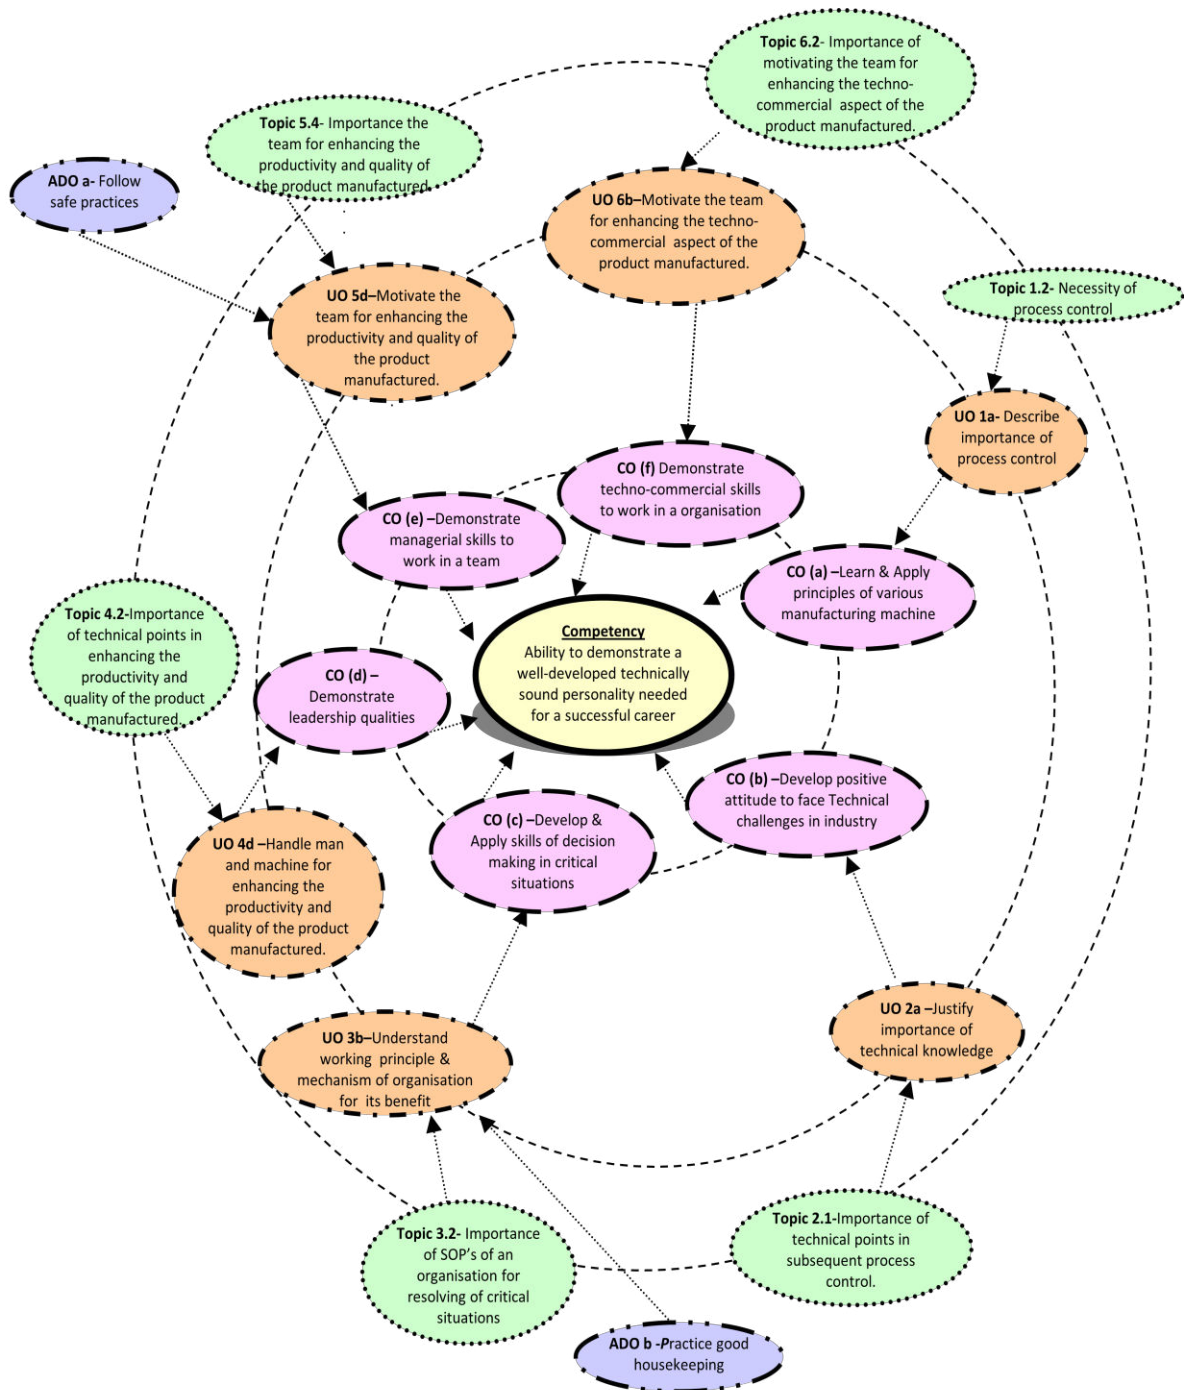 Topic 6.2- Importance of
motivating the team for
enhancing the techno-
commercial aspect of the
product manufactured.
Topic 5.4- Importance the
team for enhancing the
productivity and quality of
the product manufactured.
ADO a- Follow
safe practices
UO 6b–Motivate the team
for enhancing the techno-
commercial aspect of the
product manufactured.
UO 5d–Motivate the
team for enhancing the
productivity and quality of
the product
manufactured.
Topic 1.2- Necessity of
process control
UO 1a- Describe
importance of
process control
CO (f) Demonstrate
techno-commercial skills
to work in a organisation
CO (e) –Demonstrate
managerial skills to
work in a team
CO (a) –Learn & Apply
principles of various
manufacturing machine
Topic 4.2-Importance
of technical points in
enhancing the
productivity and
quality of the product
manufactured.
Competency
Ability to demonstrate a
well-developed technically
sound personality needed
for a successful career
CO (d) –
Demonstrate
leadership qualities
CO (b) –Develop positive
attitude to face Technical
challenges in industry
CO (c) –Develop &
Apply skills of decision
making in critical
situations
UO 4d –Handle man
and machine for
enhancing the
productivity and
quality of the product
manufactured.
UO 2a –Justify
importance of
technical knowledge
UO 3b–Understand
working principle &
mechanism of organisation
for its benefit
Topic 2.1-Importance of
technical points in
subsequent process
control.
Topic 3.2- Importance
of SOP's of an
organisation for
resolving of critical
situations
ADO b -Practice good
housekeeping